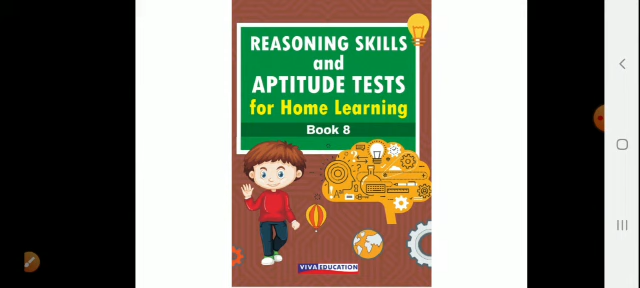 REASONING SKILLS
and
APTITUDE TESTS
for Home Learning
Book 8
VIVA EDUCATION